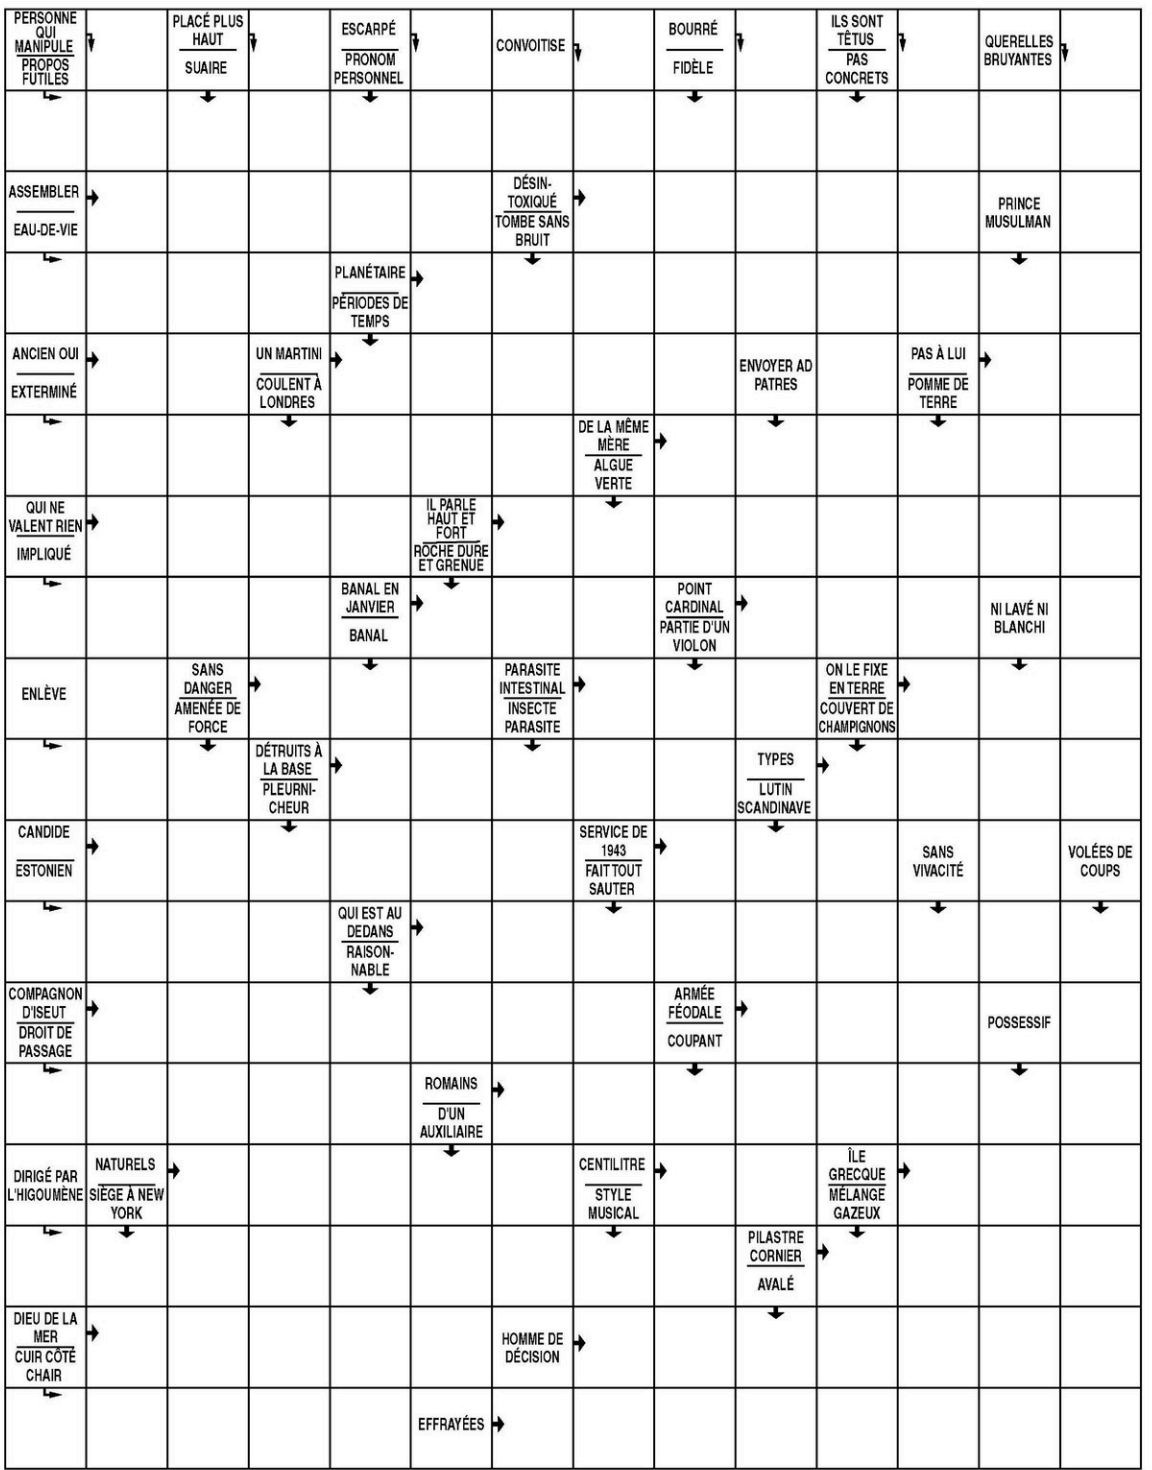 PERSONNE
QUI
MANIPULE
PROPOS
FUTILES
PLACÉ PLUS
HAUT
SUAIRE
ESCARPÉ
PRONOM
PERSONNEL
CONVOITISE
BOURRÉ
FIDÈLE
ILS SONT
TÊTUS
PAS
CONCRETS
QUERELLES
BRUYANTES
ASSEMBLER
EAU-DE-VIE
DÉSIN-
TOXIQUÉ
TOMBE SANS
BRUIT
PRINCE
MUSULMAN
PLANÉTAIRE
PÉRIODES DE
TEMPS
ANCIEN OUI
EXTERMINÉ
UN MARTINI
COULENT À
LONDRES
ENVOYER AD
PATRES
PAS À LUI
POMME DE
TERRE
DE LA MÊME
MÈRE
ALGUE
VERTE
QUI NE
VALENT RIEN
IMPLIQUÉ
IL PARLE
HAUT ET
FORT
ROCHE DURE
ET GRENUE
BANAL EN
JANVIER
BANAL
POINT
CARDINAL
PARTIE D'UN
VIOLON
NI LAVÉ NI
BLANCHI
ENLÈVE
SANS
DANGER
AMENÉE DE
FORCE
PARASITE
INTESTINAL
INSECTE
PARASITE
ON LE FIXE
EN TERRE
COUVERT DE
CHAMPIGNONS
DÉTRUITS À
LA BASE
PLEURNI-
CHEUR
TYPES
LUTIN
SCANDINAVE
CANDIDE
ESTONIEN
SERVICE DE
1943
FAIT TOUT
SAUTER
SANS
VIVACITÉ
VOLÉES DE
COUPS
QUI EST AU
DEDANS
RAISON-
NABLE
COMPAGNON
D'ISEUT
DROIT DE
PASSAGE
ARMÉE
FÉODALE
COUPANT
POSSESSIF
ROMAINS
D'UN
AUXILIAIRE
DIRIGÉ PAR
L'HIGOUMÈNE
NATURELS
SIÈGE À NEW
YORK
CENTILITRE
STYLE
MUSICAL
ÎLE
GRECQUE
MÉLANGE
GAZEUX
PILASTRE
CORNIER
AVALÉ
DIEU DE LA
MER
CUIR CÔTÉ
CHAIR
HOMME DE
DÉCISION
EFFRAYÉES